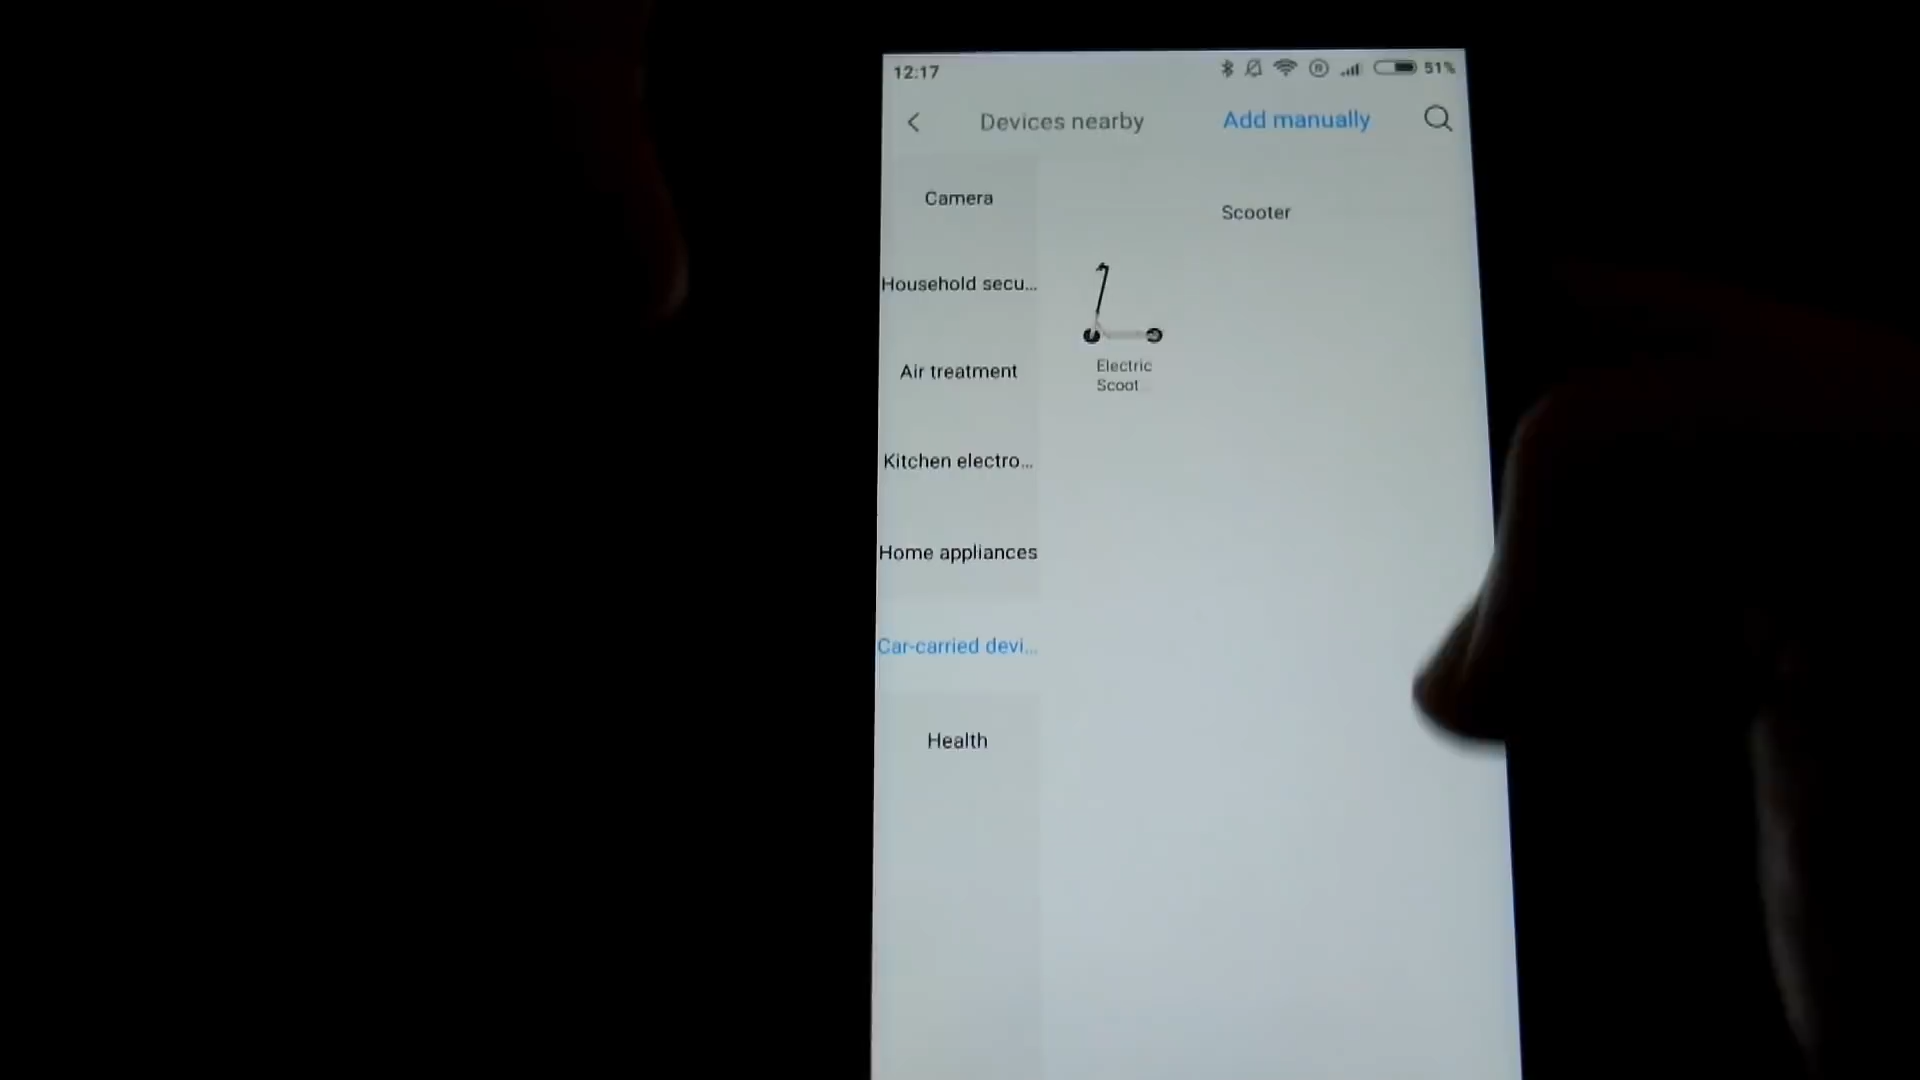 12:17
51%
Devices nearby
Add manually
Camera
Household secu...
Air treatment
Kitchen electro...
Home appliances
Car-carried devi...
Health
Scooter
Electric
Scoot